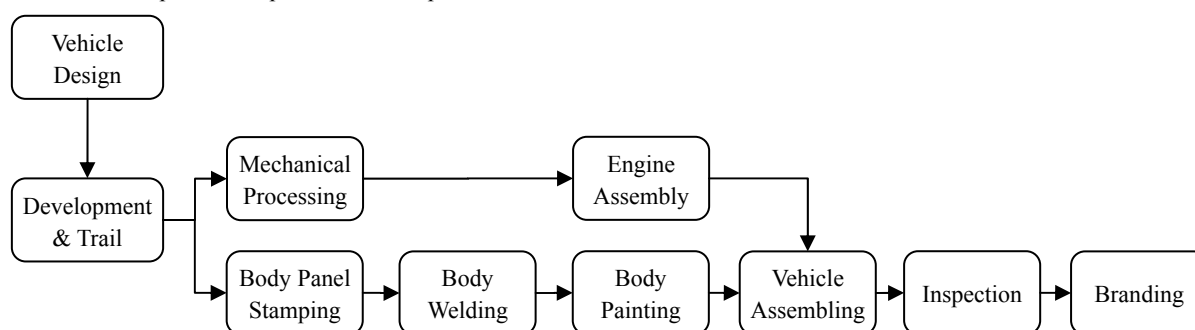 Vehicle
Design
Development
& Trail
Mechanical
Processing
Engine
Assembly
Body Panel
Stamping
Body
Welding
Body
Painting
Vehicle
Assembling
Inspection
Branding